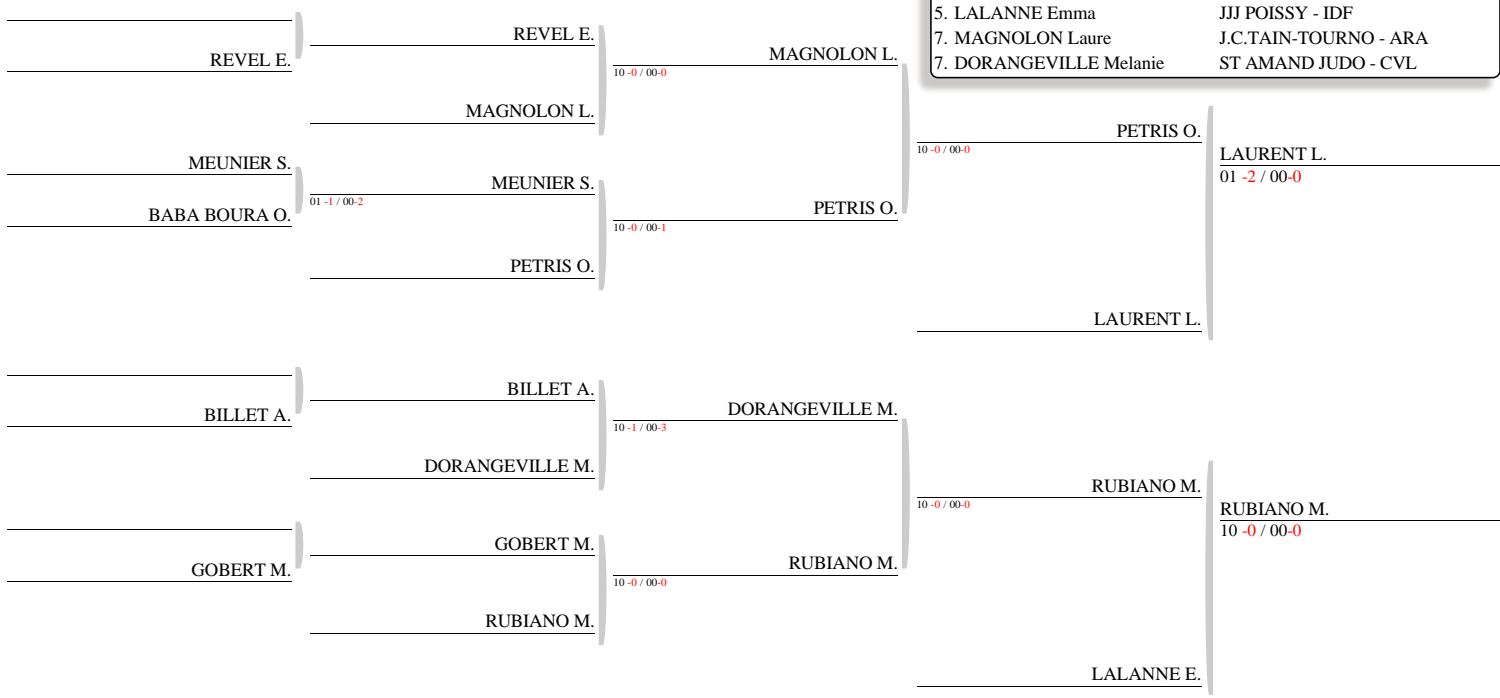 5. LALANNE Emma JJJ POISSY - IDF
7. MAGNOLON Laure J.C.TAIN-TOURNO - ARA
7. DORANGEVILLE Melanie ST AMAND JUDO - CVL
REVEL E.
MEUNIER S.
BABA BOURA O.
BILLET A.
GOBERT M.
REVEL E.
MAGNOLON L.
MEUNIER S.
01 -1 / 00-2
PETRIS O.
BILLET A.
DORANGEVILLE M.
GOBERT M.
RUBIANO M.
MAGNOLON L.
10 -0 / 00-0
PETRIS O.
10 -0 / 00-1
DORANGEVILLE M.
10 -1 / 00-3
RUBIANO M.
10 -0 / 00-0
PETRIS O.
10 -0 / 00-0
LAURENT L.
RUBIANO M.
10 -0 / 00-0
LALANNE E.
LAURENT L.
01 -2 / 00-0
RUBIANO M.
10 -0 / 00-0